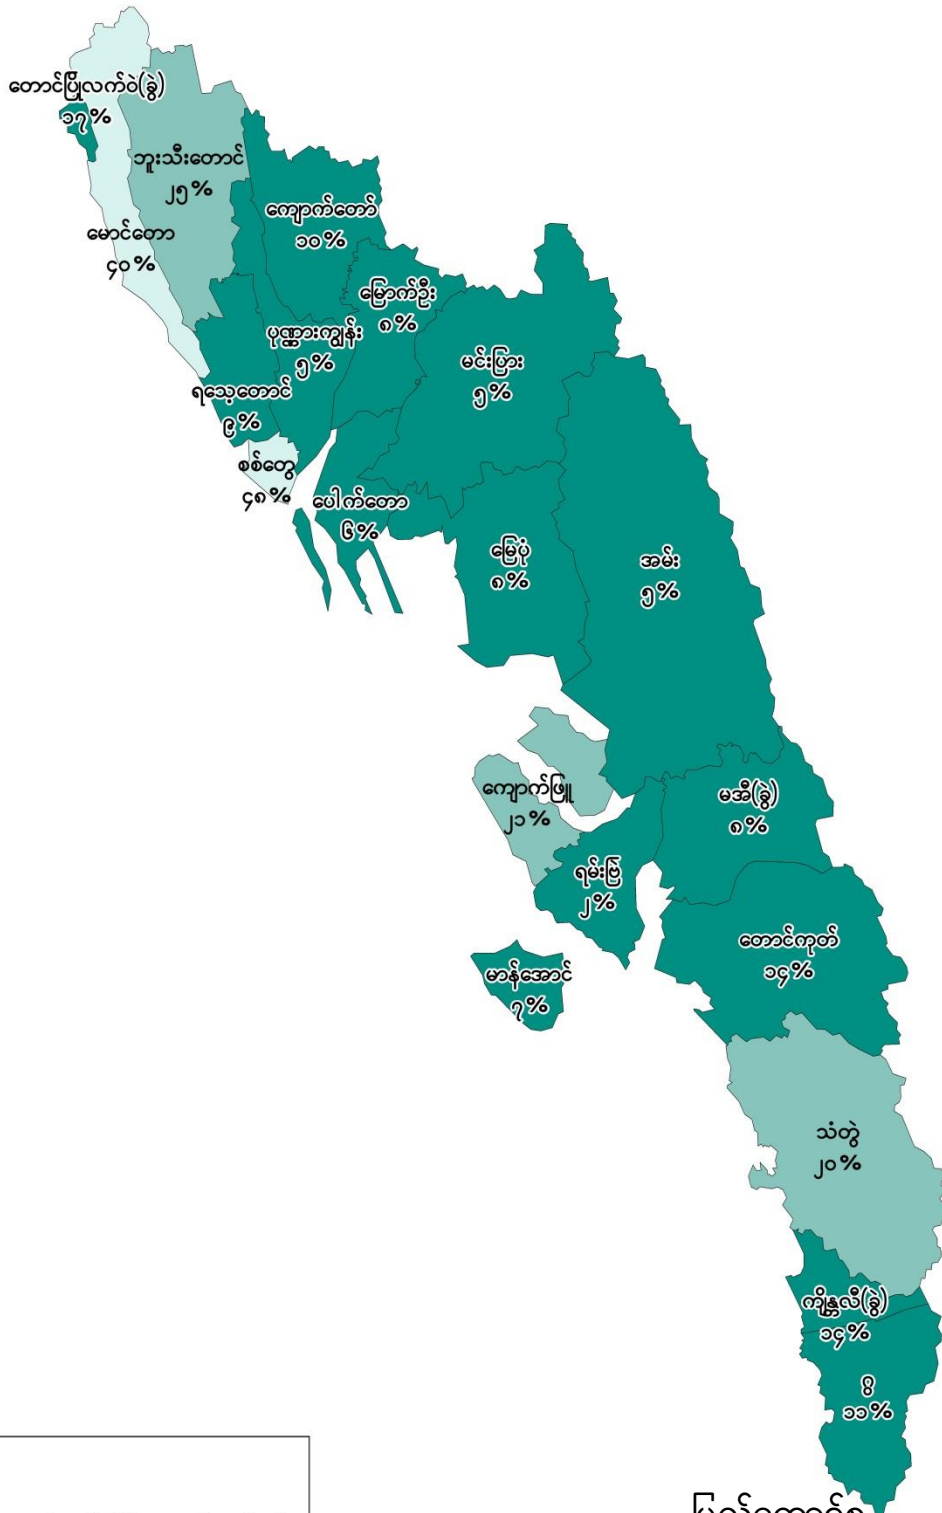 တောင်ပြိုလက်ဝဲ(ခွဲ)
၁၇%
ဘူးသီးတောင်
၂၅%
ကျောက်တော်
၁၀%
မောင်တော
၄၀%
မြောက်ဦး
၈%
ပုဏ္ဏားကျွန်း
၅%
မင်းပြား
၅%
ရသေ့တောင်
၉%
စစ်တွေ
၄၈%
ပေါက်တော
၆%
မြေပုံ
၈%
အမ်း
၅%
ကျောက်ဖြူ
၂၁%
မအီ(ခွဲ)
၈%
ရမ်းဗြဲ
၂%
တောင်ကုတ်
၁၄%
မာန်အောင်
၇%
သံတွဲ
၂၀%
ကျိန္တလီ(ခွဲ)
၁၄%
ဂွ
၁၁%